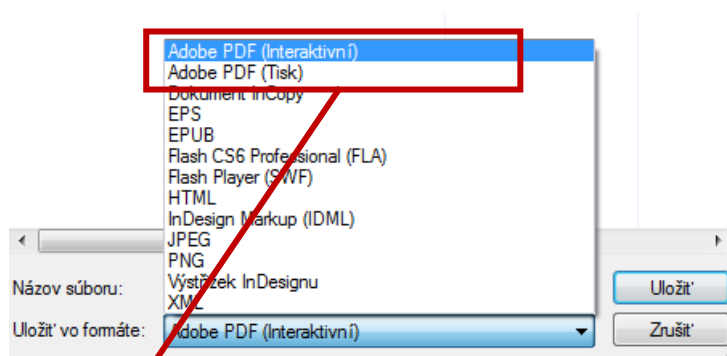 Adobe PDF (Interaktivní)
Adobe PDF (Tisk)
Dokument InCopy
EPS
EPUB
Flash CS6 Professional (FLA)
Flash Player (SWF)
HTML
InDesign Markup (IDML)
JPEG
PNG
Výstřižek InDesignu
XML
Názov súboru:
Uložiť
Uložiť vo formáte: Adobe PDF (Interaktivní)
Zrušiť